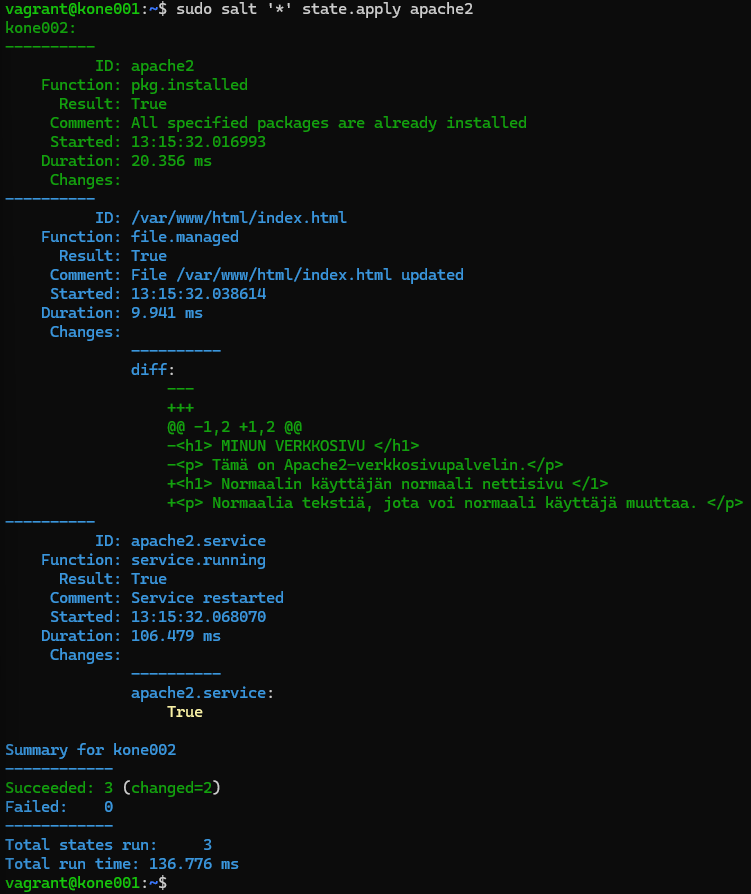 vagrant@kone001:~$ sudo salt '*' state.apply apache2
kone002:
----------
          ID: apache2
    Function: pkg.installed
      Result: True
     Comment: All specified packages are already installed
     Started: 13:15:32.016993
    Duration: 20.356 ms
     Changes:
----------
          ID: /var/www/html/index.html
    Function: file.managed
      Result: True
     Comment: File /var/www/html/index.html updated
     Started: 13:15:32.038614
    Duration: 9.941 ms
     Changes:
              ----------
              diff:
                  ---
                  +++
                  @@ -1,2 +1,2 @@
                  -<h1> MINUN VERKKOSIVU </h1>
                  -<p> Tämä on Apache2-verkkosivupalvelin.</p>
                  +<h1> Normaalin käyttäjän normaali nettisivu </1>
                  +<p> Normaalia tekstiä, jota voi normaali käyttäjä muuttaa. </p>
----------
          ID: apache2.service
    Function: service.running
      Result: True
     Comment: Service restarted
     Started: 13:15:32.068070
    Duration: 106.479 ms
     Changes:
              ----------
              apache2.service:
                  True

Summary for kone002
------------
Succeeded: 3 (changed=2)
Failed:    0
------------
Total states run:     3
Total run time: 136.776 ms
vagrant@kone001:~$